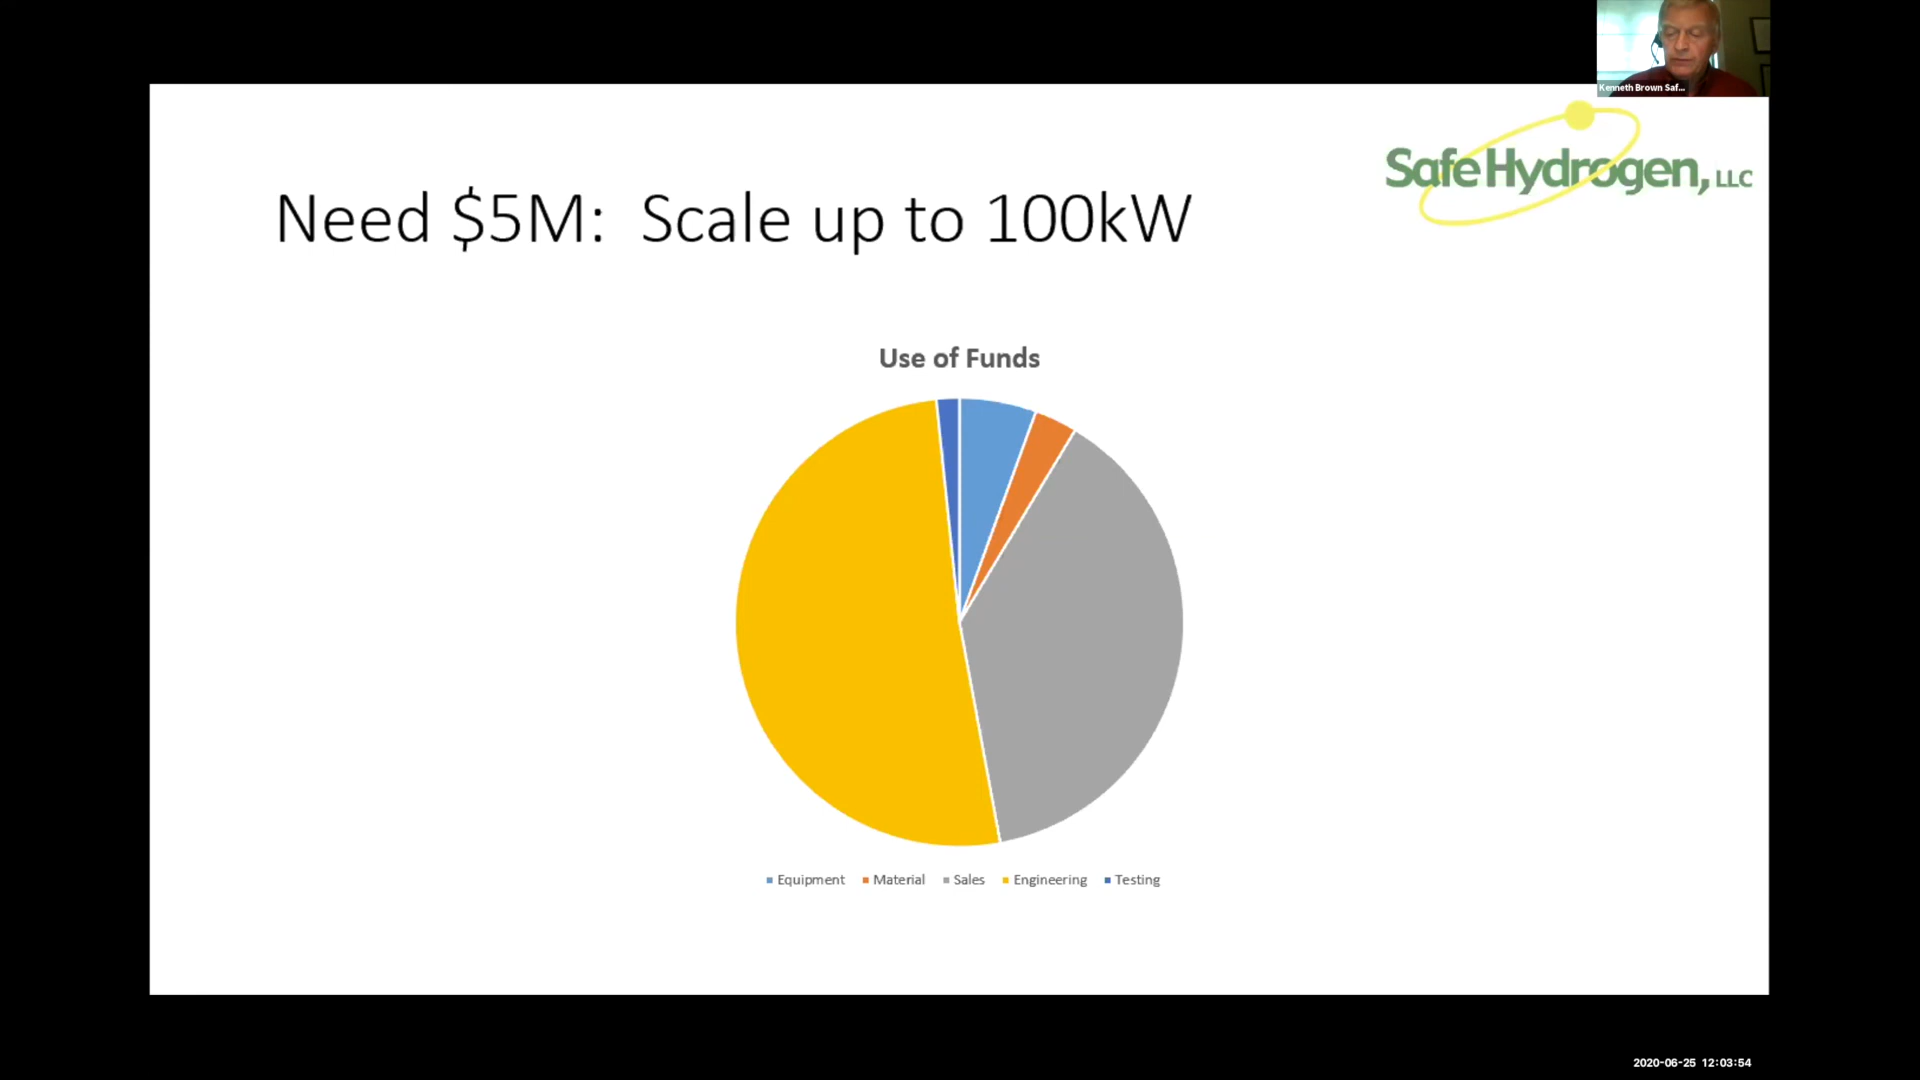 Kenneth Brown Saf...
SafeHydrogen, LLC
Need $5M: Scale up to 100kW
Use of Funds
Equipment Material Sales Engineering Testing
2020-06-25 12:03:54